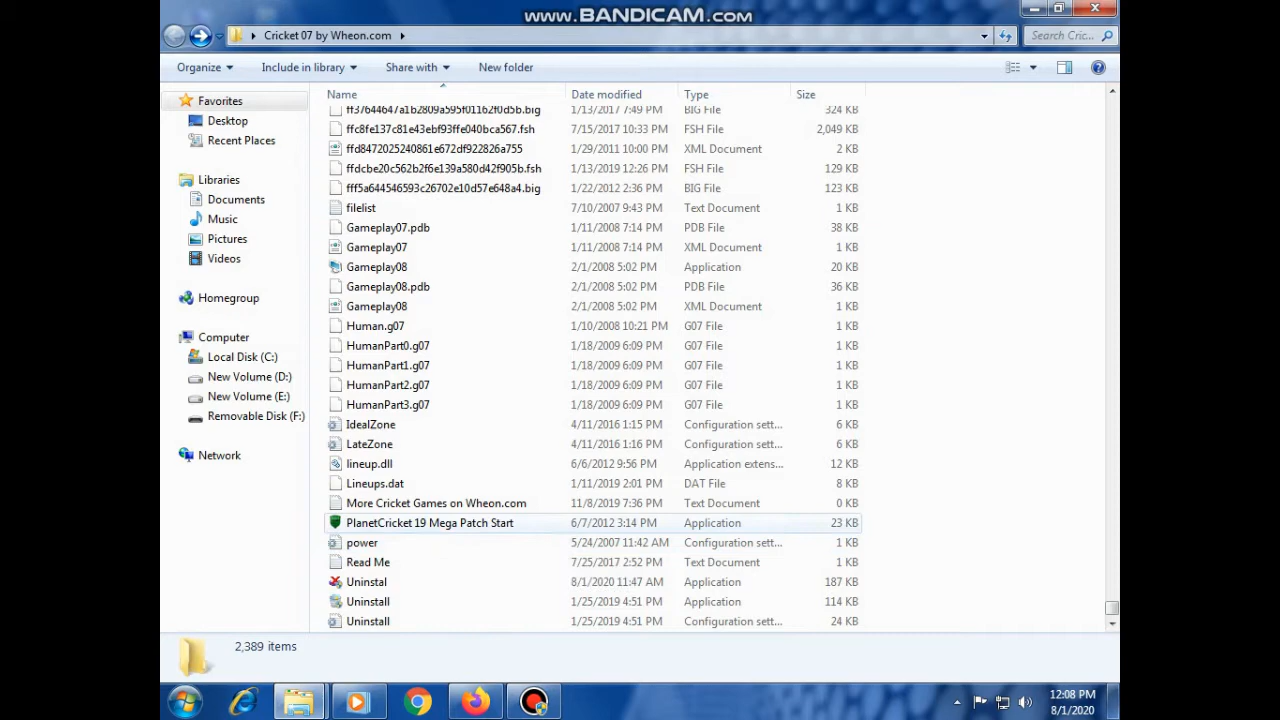 www.BANDICAM.com
Cricket 07 by Wheon.com
Search Cric...
Organize Include in library Share with New folder
Name Date modified Type Size
Favorites
Desktop
Recent Places
Libraries
Documents
Music
Pictures
Videos
Homegroup
Computer
Local Disk (C:)
New Volume (D:)
New Volume (E:)
Removable Disk (F:)
Network
1/13/2017 7:49 PM BIG File 324 KB
ffc8fe137c81e43ebf93ffe040bca567.fsh 7/15/2017 10:33 PM FSH File 2,049 KB
ffd8472025240861e672df922826a755 1/29/2011 10:00 PM XML Document 2 KB
ffdcbe20c562b2f6e139a580d42f905b.fsh 1/13/2019 12:26 PM FSH File 129 KB
fff5a644546593c26702e10d57e648a4.big 1/22/2012 2:36 PM BIG File 123 KB
filelist 7/10/2007 9:43 PM Text Document 1 KB
Gameplay07.pdb 1/11/2008 7:14 PM PDB File 38 KB
Gameplay07 1/11/2008 7:14 PM XML Document 1 KB
Gameplay08 2/1/2008 5:02 PM Application 20 KB
Gameplay08.pdb 2/1/2008 5:02 PM PDB File 36 KB
Gameplay08 2/1/2008 5:02 PM XML Document 1 KB
Human.g07 1/10/2008 10:21 PM G07 File 1 KB
HumanPart0.g07 1/18/2009 6:09 PM G07 File 1 KB
HumanPart1.g07 1/18/2009 6:09 PM G07 File 1 KB
HumanPart2.g07 1/18/2009 6:09 PM G07 File 1 KB
HumanPart3.g07 1/18/2009 6:09 PM G07 File 1 KB
IdealZone 4/11/2016 1:15 PM Configuration sett... 6 KB
LateZone 4/11/2016 1:16 PM Configuration sett... 6 KB
lineup.dll 6/6/2012 9:56 PM Application extens... 12 KB
Lineups.dat 1/11/2019 2:01 PM DAT File 8 KB
More Cricket Games on Wheon.com 11/8/2019 7:36 PM Text Document 0 KB
PlanetCricket 19 Mega Patch Start 6/7/2012 3:14 PM Application 23 KB
power 5/24/2007 11:42 AM Configuration sett... 1 KB
Read Me 7/25/2017 2:52 PM Text Document 1 KB
Uninstal 8/1/2020 11:47 AM Application 187 KB
Uninstall 1/25/2019 4:51 PM Application 114 KB
Uninstall 1/25/2019 4:51 PM Configuration sett... 24 KB
2,389 items
12:08 PM
8/1/2020